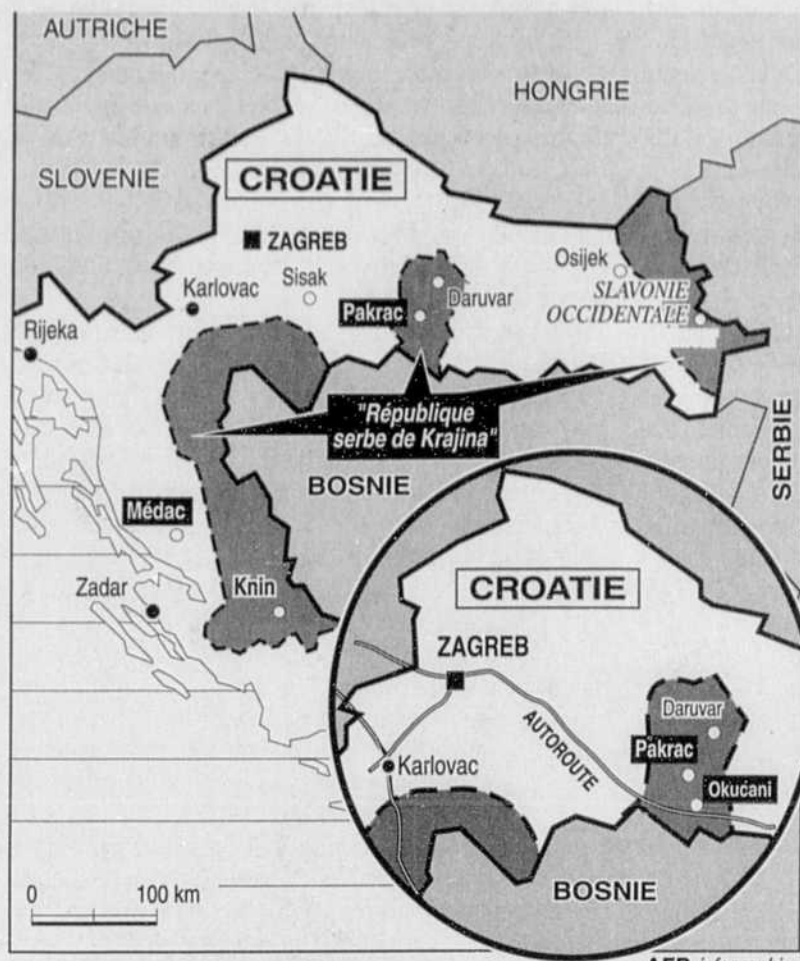 AUTRICHE
HONGRIE
SLOVENIE
CROATIE
ZAGREB
Osijek
Karlovac
Sisak
Daruvar
SLAVONIE
OCCIDENTALE
Pakrac
Rijeka
"République
serbe de Krajina"
BOSNIE
SERBIE
Médac
Zadar
Knin
CROATIE
ZAGREB
Daruvar
AUTOROUTE
Pakrac
Karlovac
Okućani
BOSNIE
0 100 km